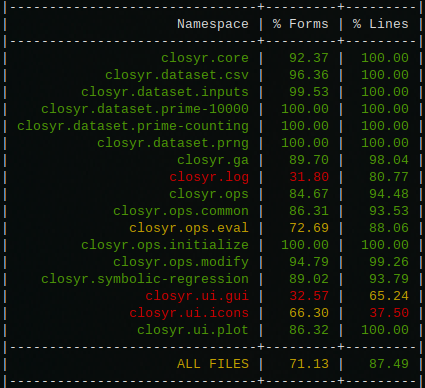 |--------------------------------+---------+---------|
| Namespace | % Forms | % Lines |
|--------------------------------+---------+---------|
| closyr.core | 92.37 | 100.00 |
| closyr.dataset.csv | 96.36 | 100.00 |
| closyr.dataset.inputs | 99.53 | 100.00 |
| closyr.dataset.prime-10000 | 100.00 | 100.00 |
| closyr.dataset.prime-counting | 100.00 | 100.00 |
| closyr.dataset.prng | 100.00 | 100.00 |
| closyr.ga | 89.70 | 98.04 |
| closyr.log | 31.80 | 80.77 |
| closyr.ops | 84.67 | 94.48 |
| closyr.ops.common | 86.31 | 93.53 |
| closyr.ops.eval | 72.69 | 88.06 |
| closyr.ops.initialize | 100.00 | 100.00 |
| closyr.ops.modify | 94.79 | 99.26 |
| closyr.symbolic-regression | 89.02 | 93.79 |
| closyr.ui.gui | 32.57 | 65.24 |
| closyr.ui.icons | 66.30 | 37.50 |
| closyr.ui.plot | 86.32 | 100.00 |
|--------------------------------+---------+---------|
| ALL FILES | 71.13 | 87.49 |
|--------------------------------+---------+---------|